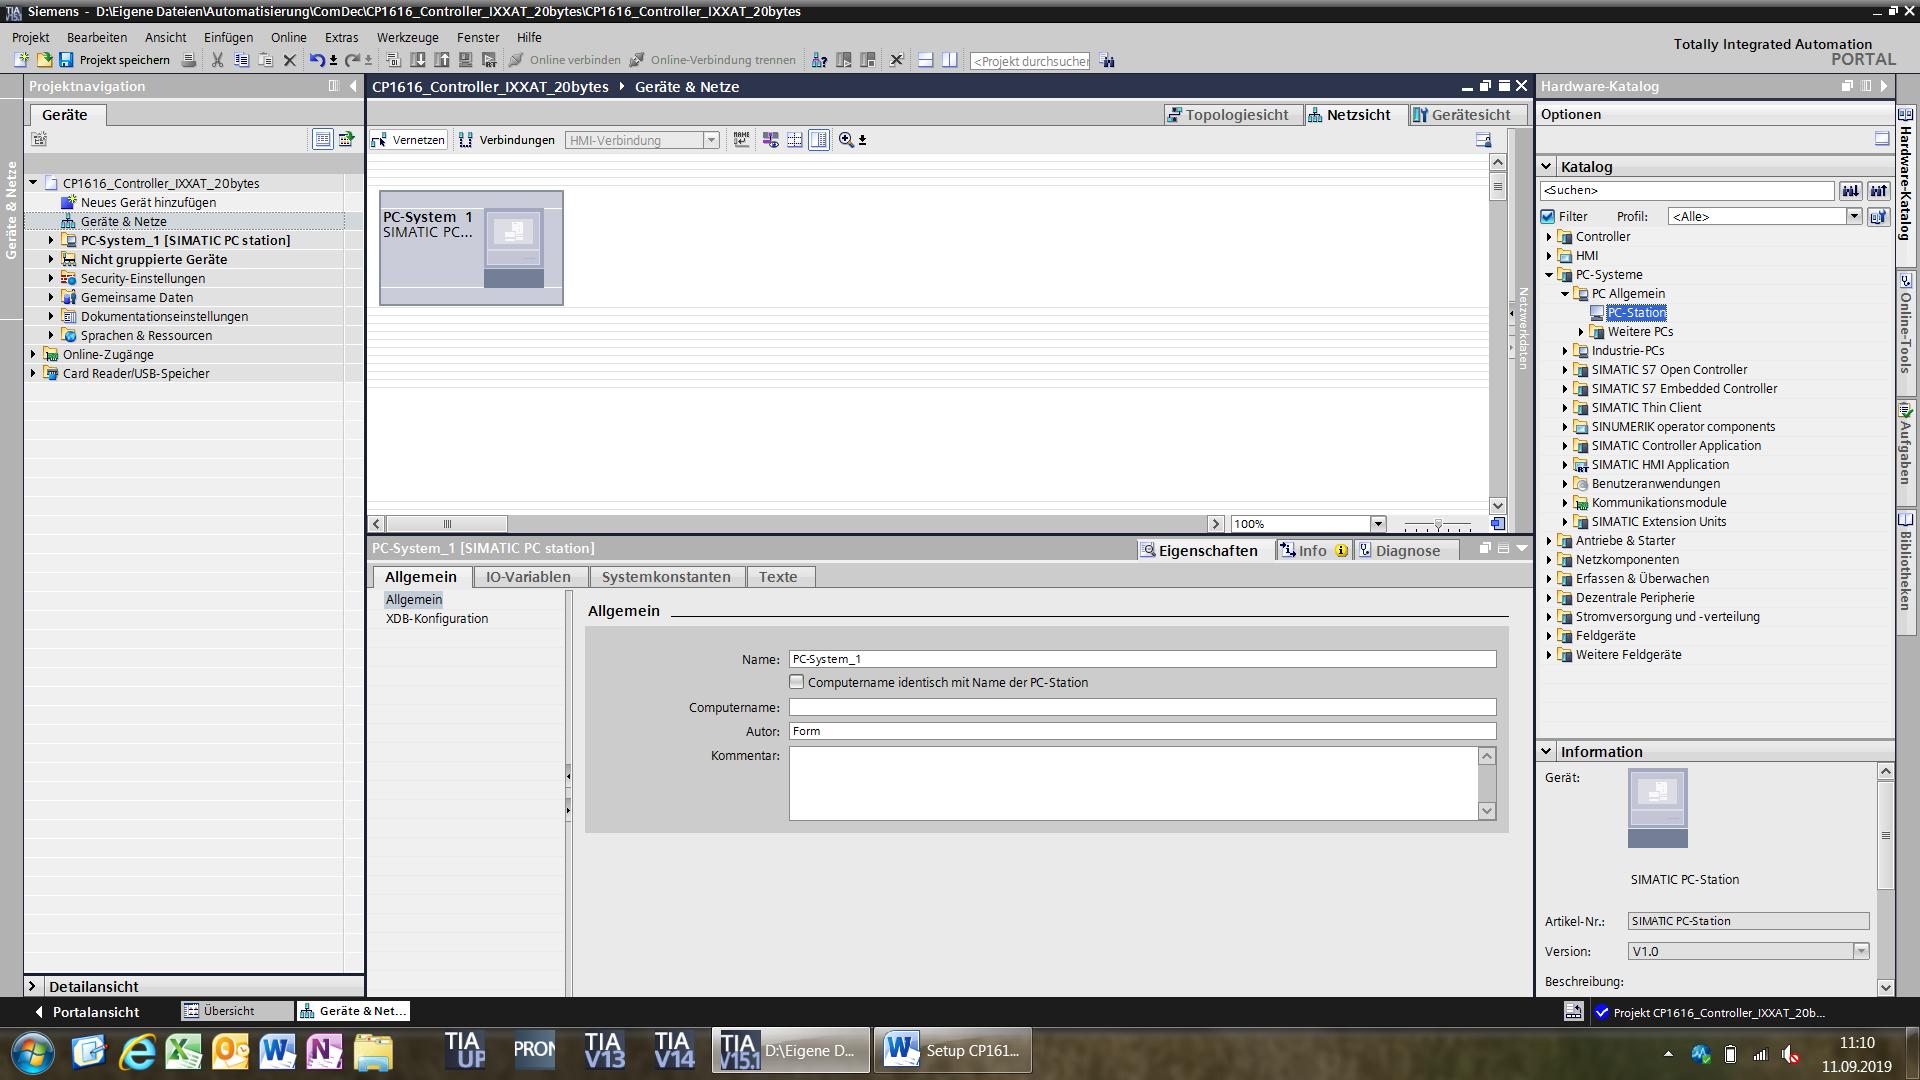 Siemens - D:\Eigene Dateien\Automatisierung\ComDec\CP1616_Controller_IXXAT_20bytes\CP1616_Controller_IXXAT_20bytes
Projekt Bearbeiten Ansicht Einfügen Online Extras Werkzeuge Fenster Hilfe
Totally Integrated Automation
PORTAL
Projekt speichern Online verbinden Online-Verbindung trennen <Projekt durchsuchen
Projektnavigation
Geräte
Geräte & Netze
CP1616_Controller_IXXAT_20bytes
Neues Gerät hinzufügen
Geräte & Netze
PC-System_1 [SIMATIC PC station]
Nicht gruppierte Geräte
Security-Einstellungen
Gemeinsame Daten
Dokumentationseinstellungen
Sprachen & Ressourcen
Online-Zugänge
Card Reader/USB-Speicher
Detailansicht
CP1616_Controller_IXXAT_20bytes Geräte & Netze
Topologiesicht Netzsicht Gerätesicht
Vernetzen Verbindungen HMI-Verbindung
PC-System_1
SIMATIC PC...
Netzwerkdaten
100%
PC-System_1 [SIMATIC PC station]
Eigenschaften Info Diagnose
Allgemein IO-Variablen Systemkonstanten Texte
Allgemein
XDB-Konfiguration
Allgemein
Name: PC-System_1
Computername identisch mit Name der PC-Station
Computername:
Autor: Form
Kommentar:
Hardware-Katalog
Optionen
Katalog
<Suchen>
Filter Profil: <Alle>
Controller
HMI
PC-Systeme
PC Allgemein
PC-Station
Weitere PCs
Industrie-PCs
SIMATIC S7 Open Controller
SIMATIC S7 Embedded Controller
SIMATIC Thin Client
SINUMERIK operator components
SIMATIC Controller Application
SIMATIC HMI Application
Benutzeranwendungen
Kommunikationsmodule
SIMATIC Extension Units
Antriebe & Starter
Netzkomponenten
Erfassen & Überwachen
Dezentrale Peripherie
Stromversorgung und -verteilung
Feldgeräte
Weitere Feldgeräte
Information
Gerät:
SIMATIC PC-Station
Artikel-Nr.: SIMATIC PC-Station
Version: V1.0
Beschreibung:
Hardware-Katalog
Online-Tools
Aufgaben
Bibliotheken
Portalansicht Übersicht Geräte & Net...
Projekt CP1616_Controller_IXXAT_20b...
TIA UP PRON TIA V13 TIA V14 TIA V15.1 D:\Eigene D... Setup CP161...
11:10
11.09.2019